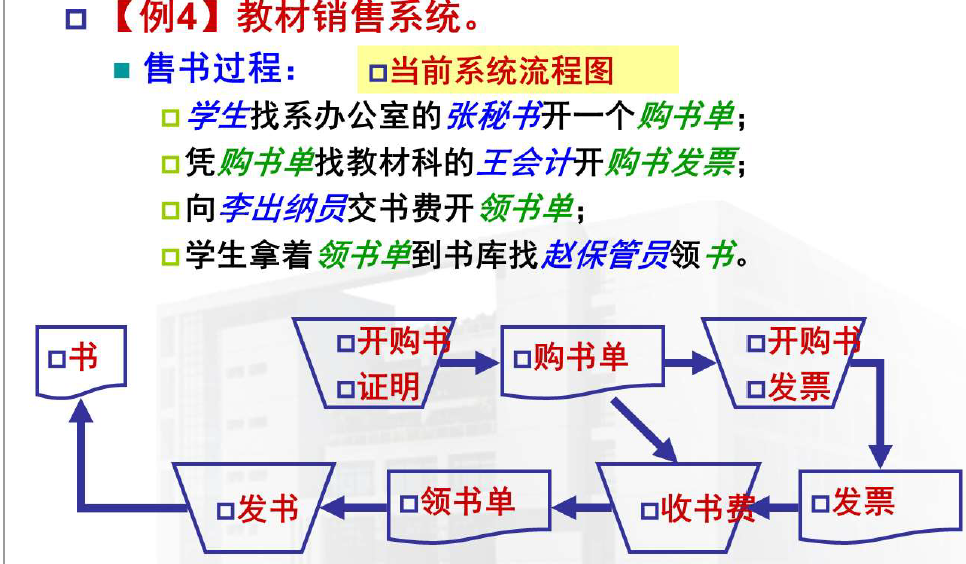 【例4】教材销售系统。
售书过程：
当前系统流程图
学生找系办公室的张秘书开一个购书单；
凭购书单找教材科的王会计开购书发票；
向李出纳员交书费开领书单；
学生拿着领书单到书库找赵保管员领书。
书
开购书
证明
购书单
开购书
发票
发书
领书单
收书费
发票